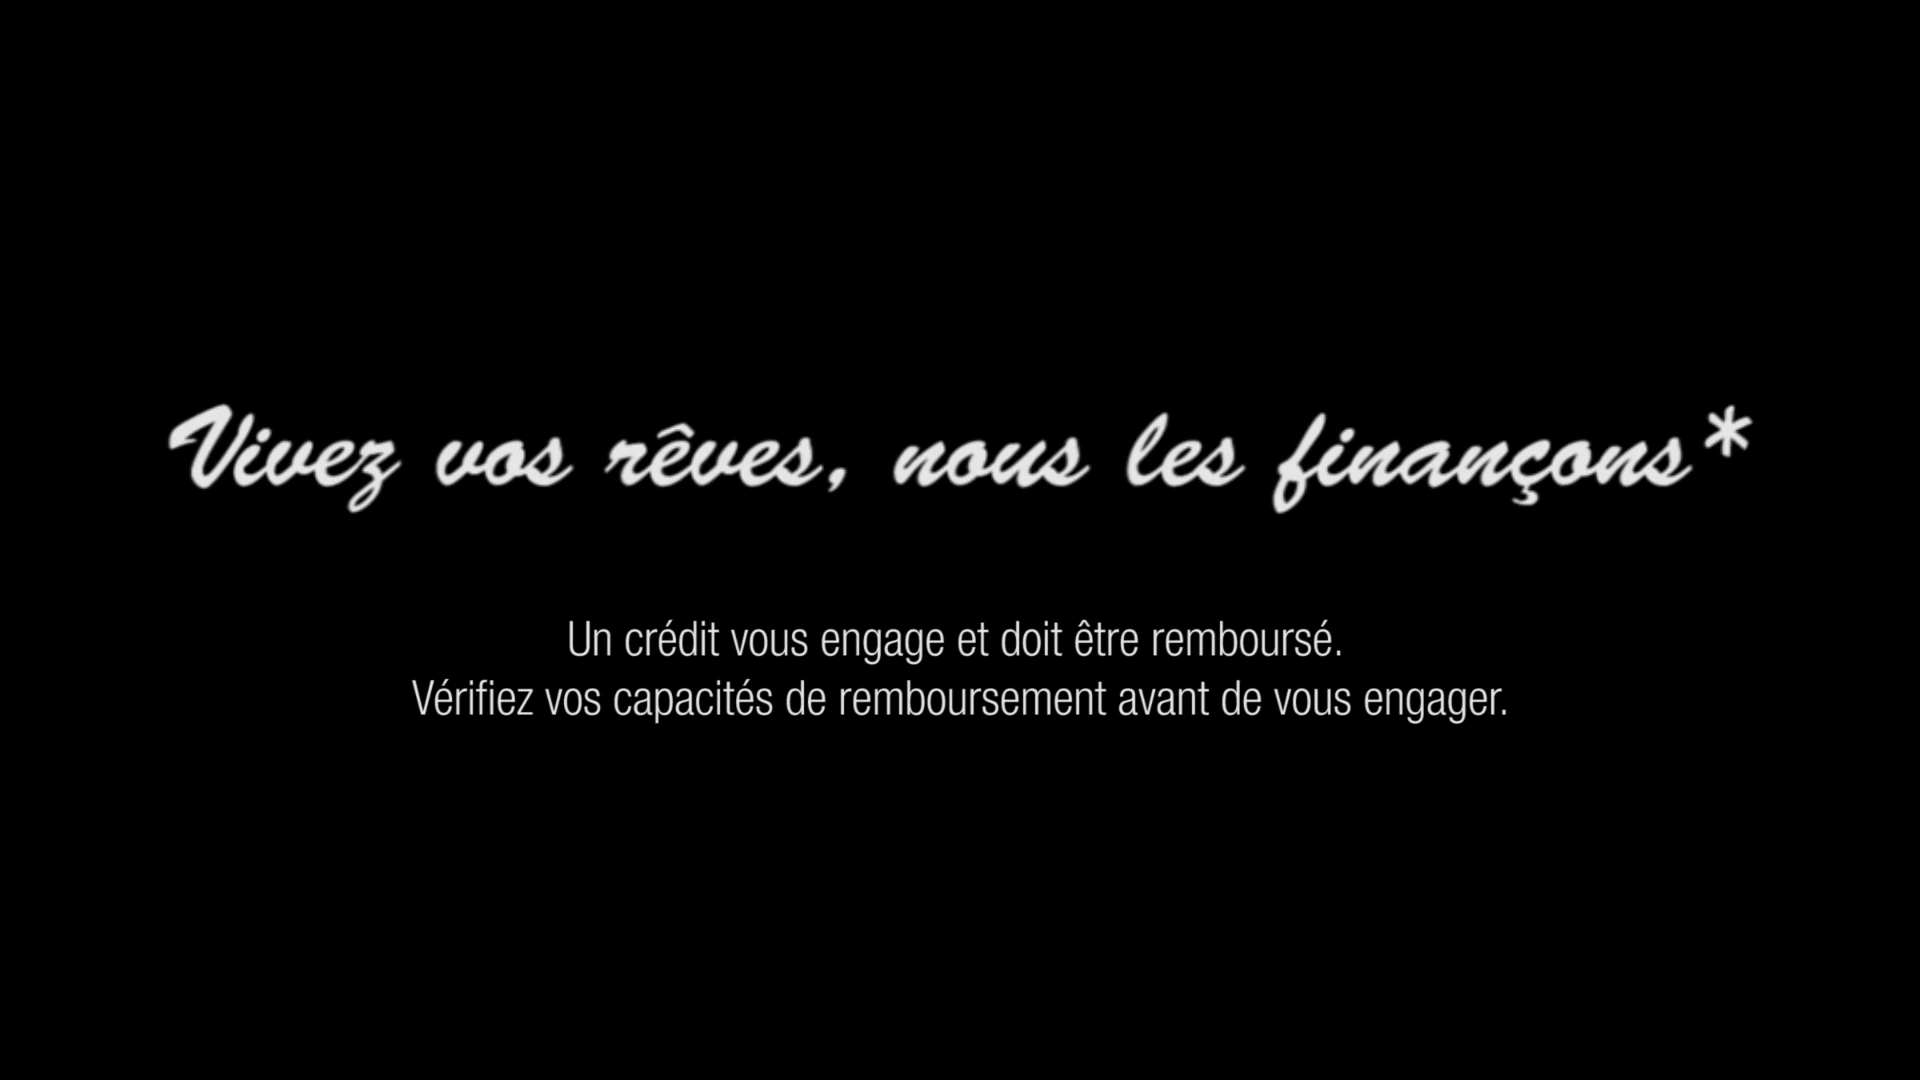 Vivez vos rêves, nous les finançons*
Un crédit vous engage et doit être remboursé.
Vérifiez vos capacités de remboursement avant de vous engager.